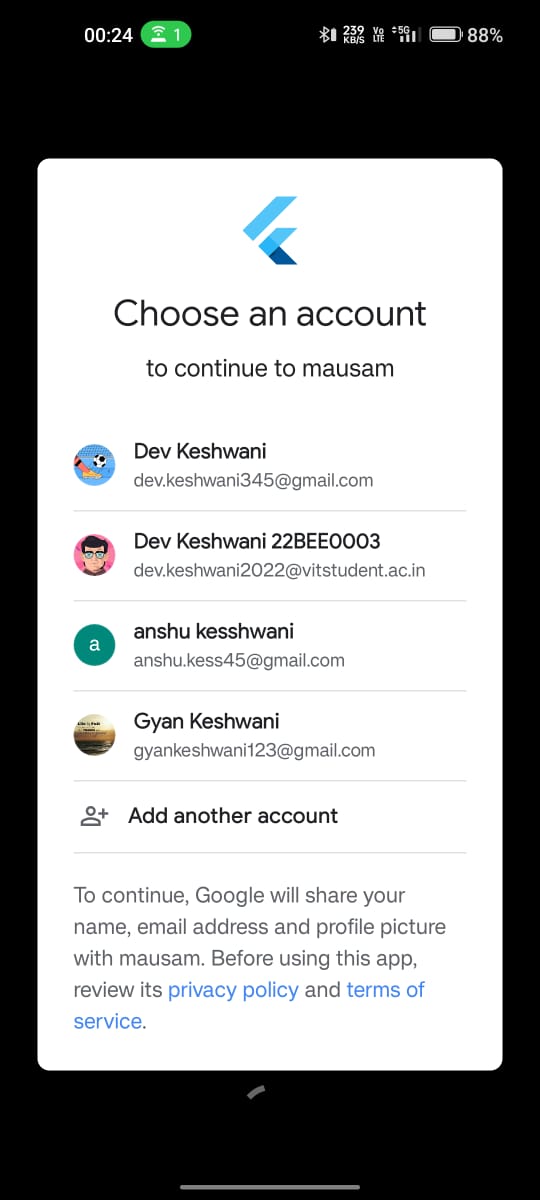 00:24 1 239 KB/S Vo LTE 5G 88%
Choose an account
to continue to mausam
Dev Keshwani
dev.keshwani345@gmail.com
Dev Keshwani 22BEE0003
dev.keshwani2022@vitstudent.ac.in
a
anshu kesshwani
anshu.kess45@gmail.com
Gyan Keshwani
gyankeshwani123@gmail.com
Add another account
To continue, Google will share your
name, email address and profile picture
with mausam. Before using this app,
review its privacy policy and terms of
service.